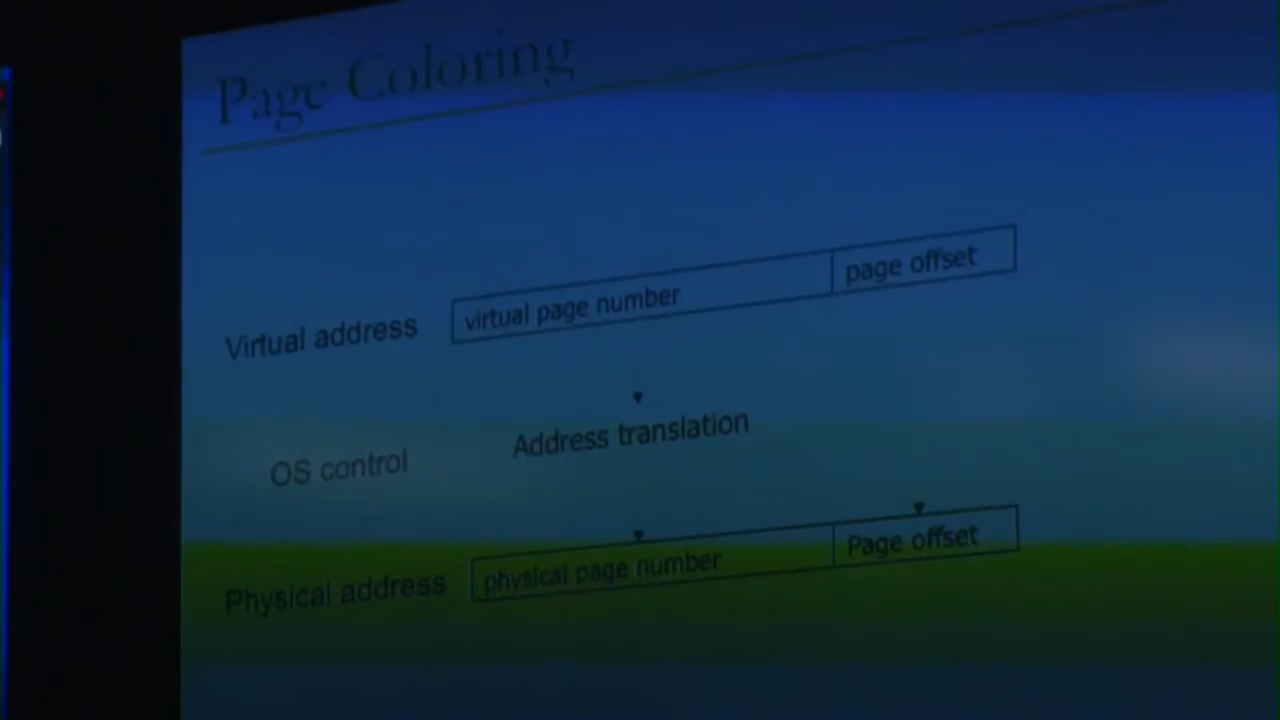 Page Coloring
Virtual address
virtual page number
page offset
OS control
Address translation
Physical address
physical page number
Page offset